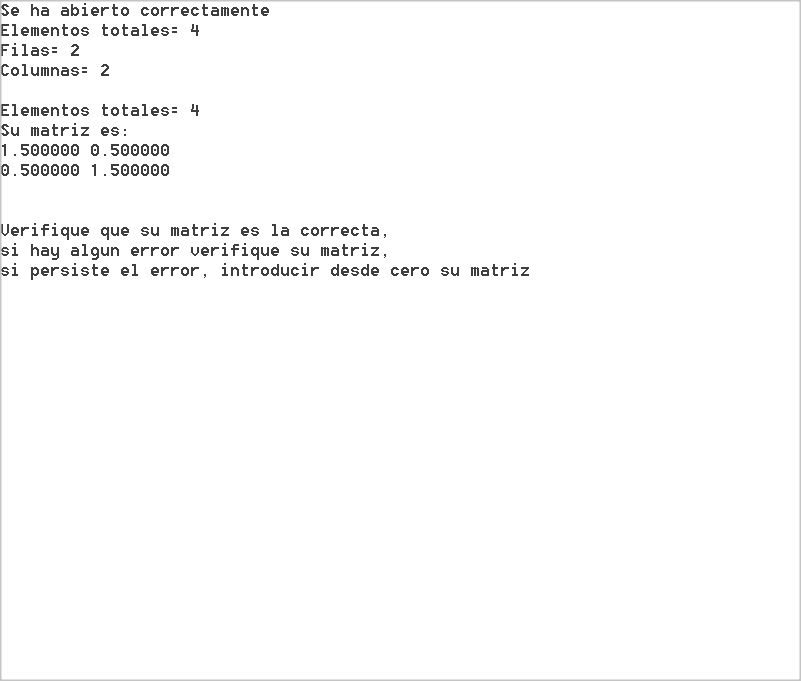 Se ha abierto correctamente
Elementos totales= 4
Filas= 2
Columnas= 2
Elementos totales= 4
Su matriz es:
1.500000 0.500000
0.500000 1.500000
Verifique que su matriz es la correcta,
si hay algun error verifique su matriz,
si persiste el error, introducir desde cero su matriz